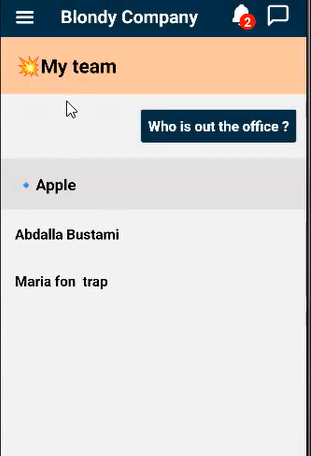 Blondy Company
2
💥My team
Who is out the office ?
🔹Apple
Abdalla Bustami
Maria fon  trap